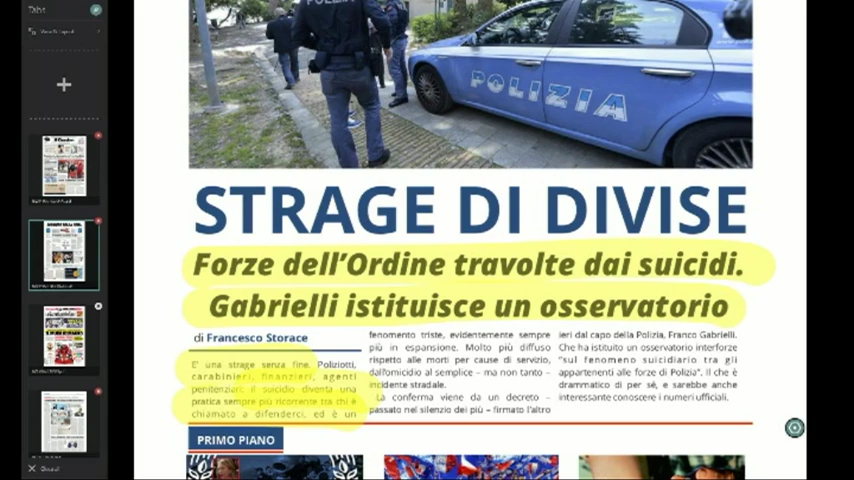 Tabs
POLIZIA
POLIZIA
STRAGE DI DIVISE
Forze dell'Ordine travolte dai suicidi.
Gabrielli istituisce un osservatorio
di Francesco Storace
E' una strage senza fine. Poliziotti,
carabinieri, finanzieri, agenti
penitenziari: il suicidio diventa una
pratica sempre più ricorrente tra chi è
chiamato a difenderci, ed è un
fenomeno triste, evidentemente sempre
più in espansione. Molto più diffuso
rispetto alle morti per cause di servizio,
dall'omicidio al semplice – ma non tanto –
incidente stradale.
La conferma viene da un decreto –
passato nel silenzio dei più – firmato l'altro
ieri dal capo della Polizia, Franco Gabrielli.
Che ha istituito un osservatorio interforze
"sul fenomeno suicidiario tra gli
appartenenti alle forze di Polizia". Il che è
drammatico di per sé, e sarebbe anche
interessante conoscere i numeri ufficiali.
PRIMO PIANO